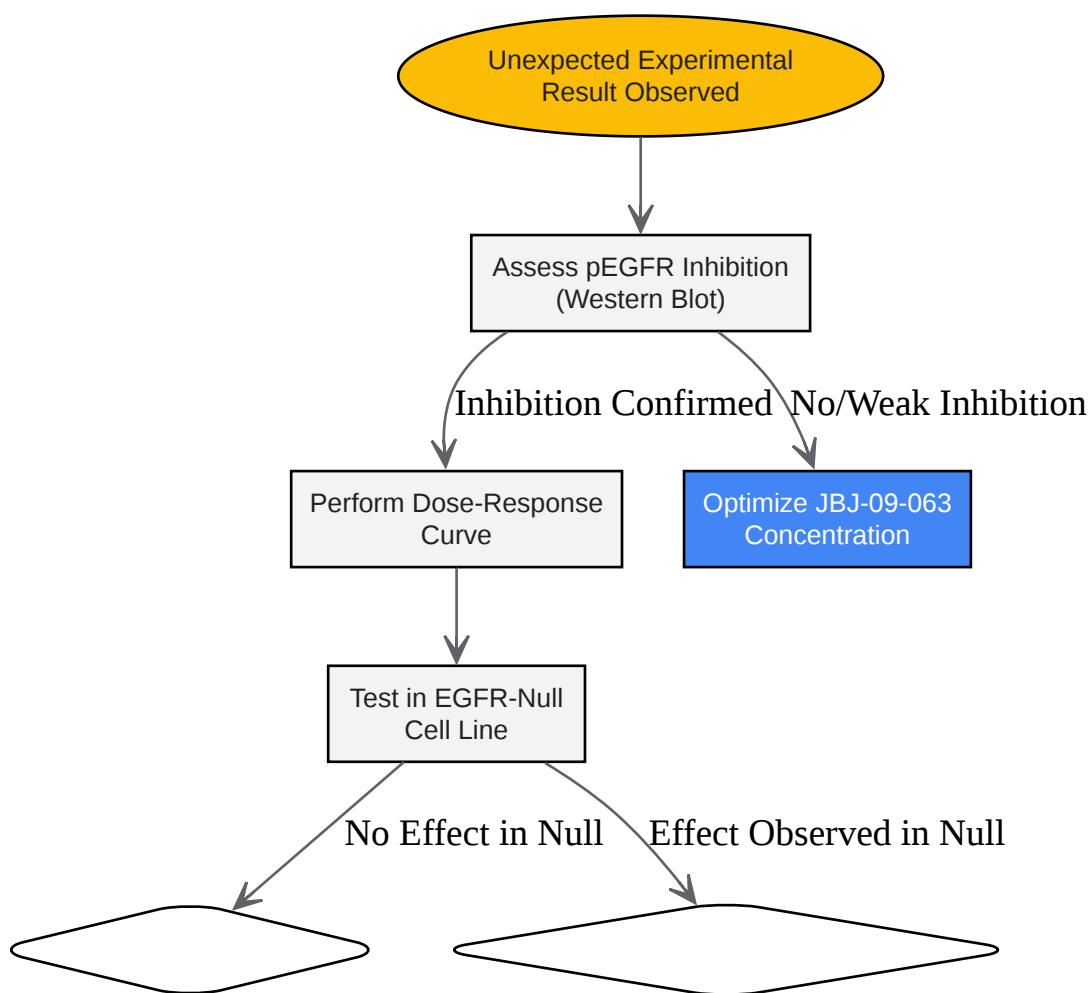 Unexpected Experimental
Result Observed
Assess pEGFR Inhibition
(Western Blot)
Inhibition Confirmed
No/Weak Inhibition
Perform Dose-Response
Curve
Optimize JBJ-09-063
Concentration
Test in EGFR-Null
Cell Line
No Effect in Null
Effect Observed in Null